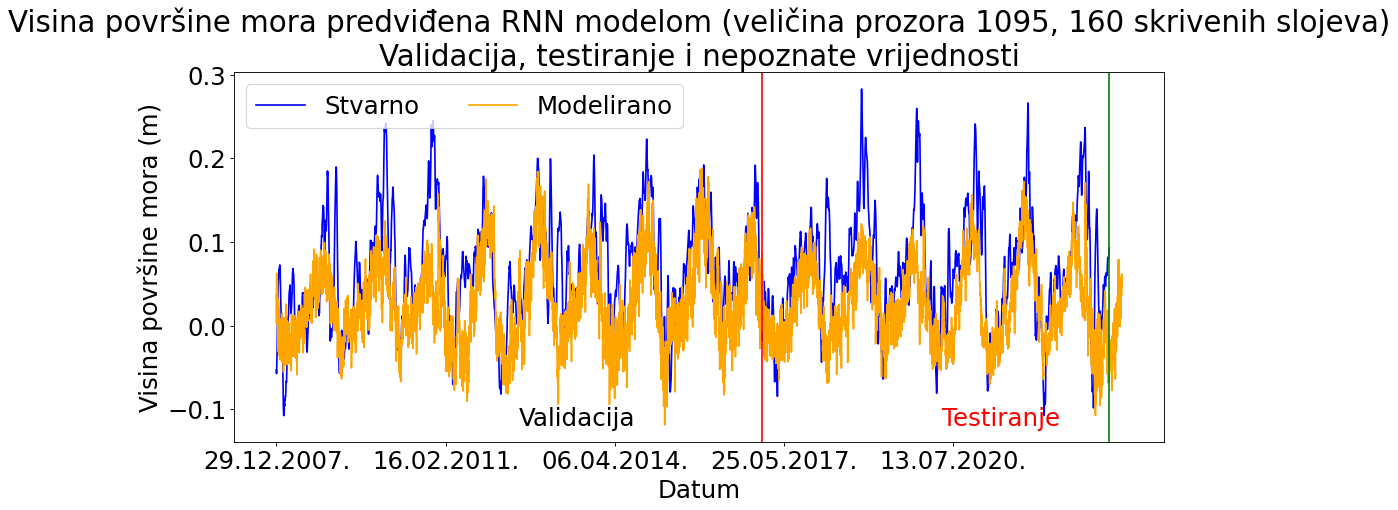 Visina površine mora predviđena RNN modelom (veličina prozora 1095, 160 skrivenih slojeva)
Validacija, testiranje i nepoznate vrijednosti
Stvarno
Modelirano
Visina površine mora (m)
0.3
0.2
0.1
0.0
−0.1
Validacija
Testiranje
29.12.2007.
16.02.2011.
06.04.2014.
25.05.2017.
13.07.2020.
Datum